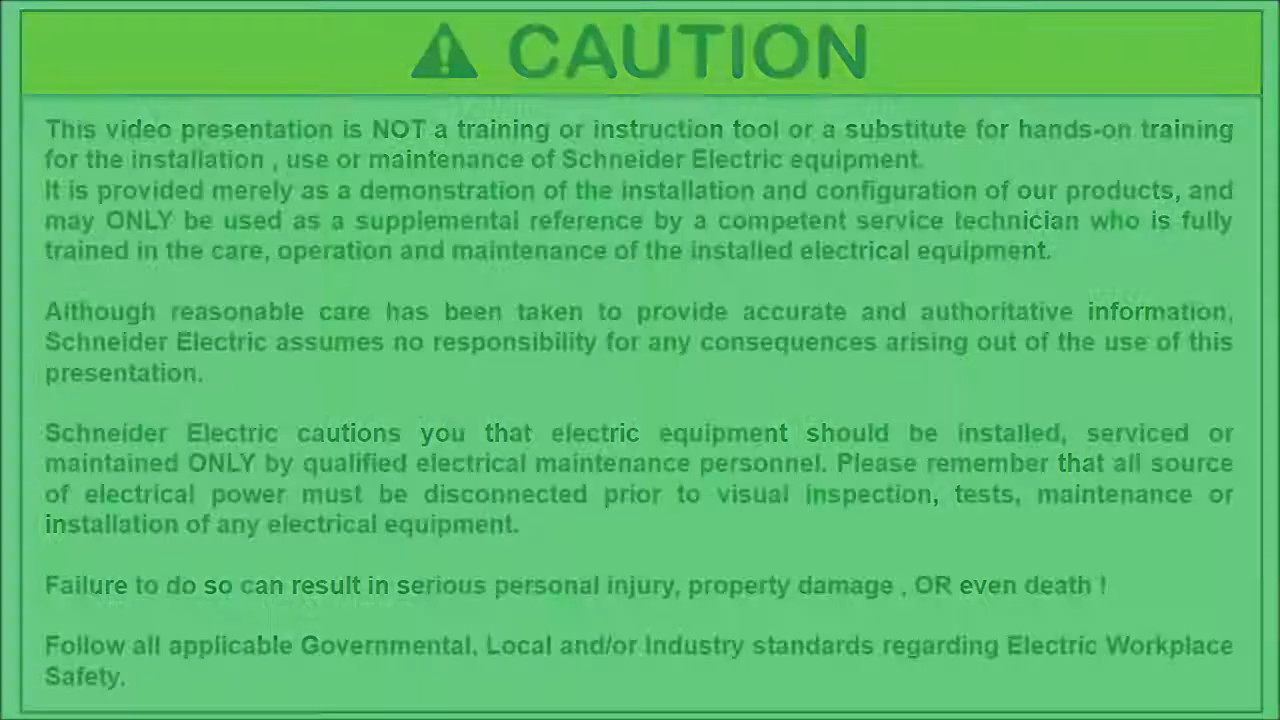 CAUTION
This video presentation is NOT a training or instruction tool or a substitute for hands-on training
for the installation , use or maintenance of Schneider Electric equipment.
It is provided merely as a demonstration of the installation and configuration of our products, and
may ONLY be used as a supplemental reference by a competent service technician who is fully
trained in the care, operation and maintenance of the installed electrical equipment.
Although reasonable care has been taken to provide accurate and authoritative information,
Schneider Electric assumes no responsibility for any consequences arising out of the use of this
presentation.
Schneider Electric cautions you that electric equipment should be installed, serviced or
maintained ONLY by qualified electrical maintenance personnel. Please remember that all source
of electrical power must be disconnected prior to visual inspection, tests, maintenance or
installation of any electrical equipment.
Failure to do so can result in serious personal injury, property damage , OR even death !
Follow all applicable Governmental, Local and/or Industry standards regarding Electric Workplace
Safety.